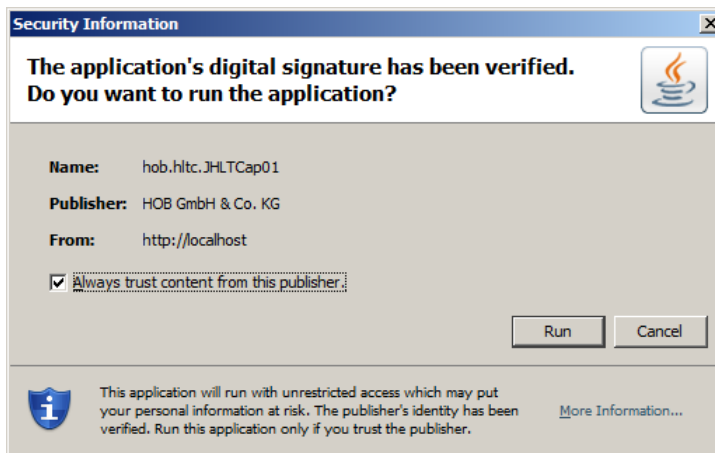 Security Information
The application's digital signature has been verified.
Do you want to run the application?
Name: hob.hltc.JHLTCap01
Publisher: HOB GmbH & Co. KG
From: http://localhost
Always trust content from this publisher.
Run Cancel
This application will run with unrestricted access which may put
your personal information at risk. The publisher's identity has been
verified. Run this application only if you trust the publisher.
More Information...